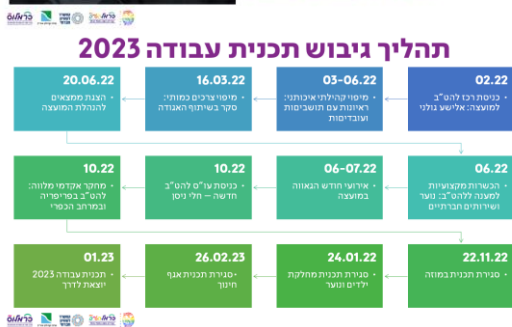 תהליך גיבוש תכנית עבודה 2023
02.22
• כניסת רכז להט"ב
למועצה: אלישע גולני
03-06.22
• מיפוי קהילתי איכותני:
ראיונות עם תושביםות
ועובדיםות
16.03.22
• מיפוי צרכים כמותי:
סקר בשיתוף האגודה
20.06.22
• הצגת ממצאים
להנהלת המועצה
06.22
• הכשרות מקצועיות
למענה ללהט"ב: נוער
ושירותים חברתיים
06-07.22
• אירועי חודש הגאווה
במועצה
10.22
• כניסת עו"ס להט"ב
חדשה – חלי ניסן
10.22
• מחקר אקדמי מלווה:
להט"ב בפריפריה
ובמרחב הכפרי
22.11.22
• סגירת תכנית במוזה
24.01.22
• סגירת תכנית מחלקת
ילדים ונוער
26.02.23
•סגירת תכנית אגף
חינוך
01.23
• תכנית עבודה 2023
יוצאת לדרך